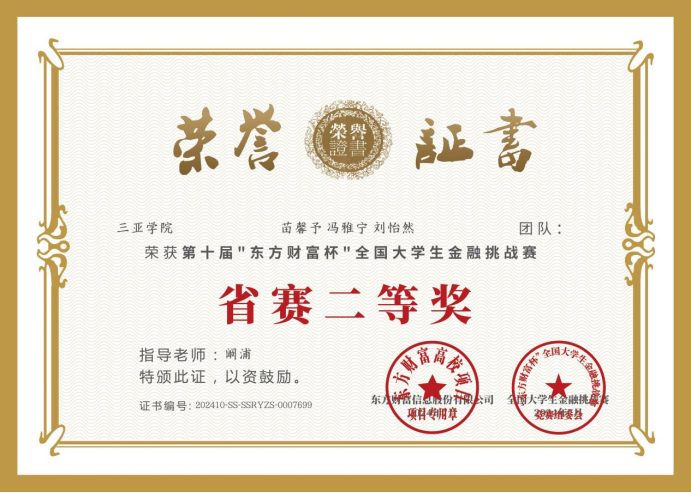 荣誉 榮譽證書 証書
三亚学院 苗馨予 冯雅宁 刘怡然 团队：
荣获第十届"东方财富杯"全国大学生金融挑战赛
省赛二等奖
指导老师：阚浦
特颁此证，以资鼓励。
证书编号：202410-SS-SSRYZS-0007699
东方财富高校项目
东方财富信息股份有限公司
项目专用章
东方财富杯"全国大学生金融挑战赛
全国大学生金融挑战赛
竞赛组委会